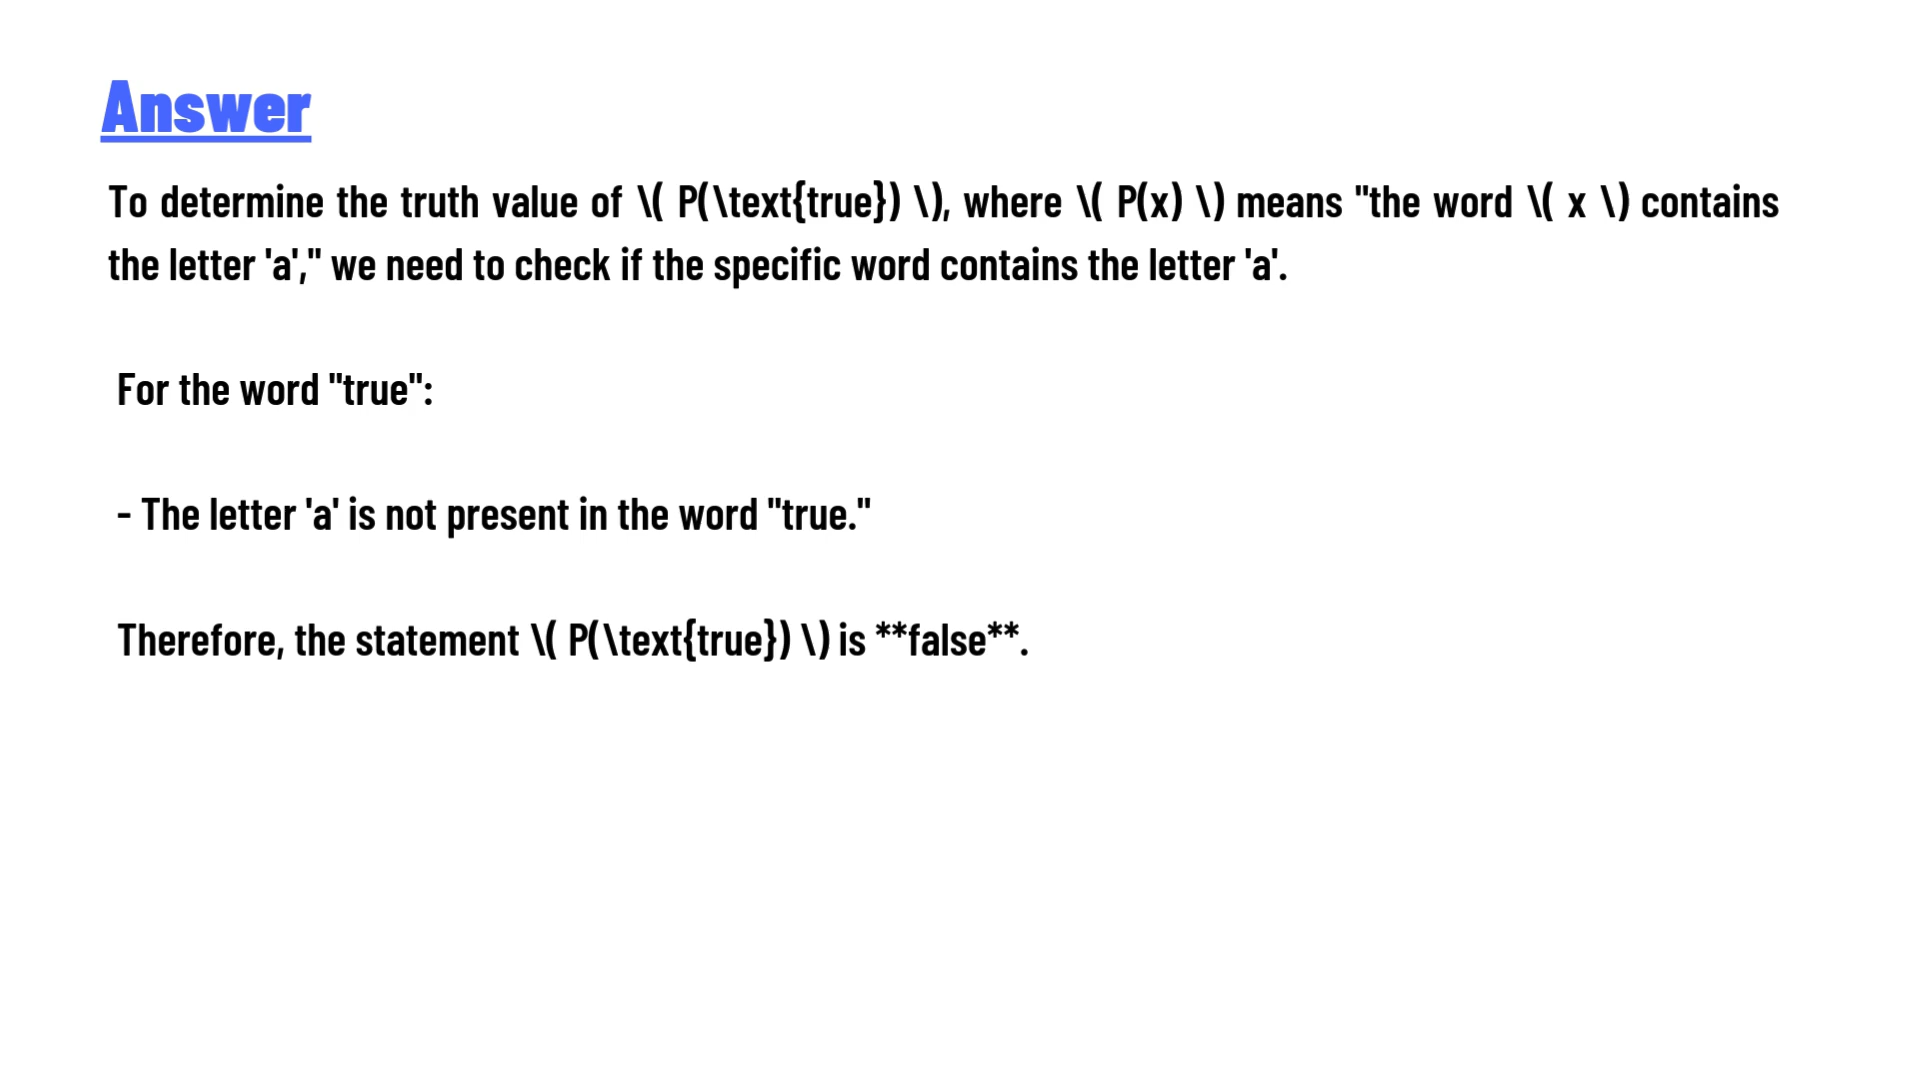 Answer
To determine the truth value of \( P(\text{true}) \), where \( P(x) \) means "the word \( x \) contains
the letter 'a'," we need to check if the specific word contains the letter 'a'.
For the word "true":
- The letter 'a' is not present in the word "true."
Therefore, the statement \( P(\text{true}) \) is **false**.